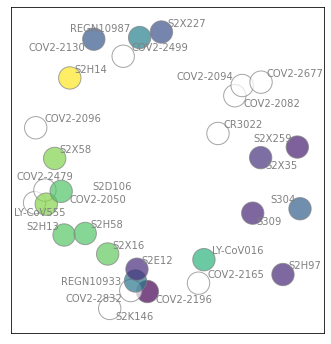 REGN10987
S2X227
COV2-2130
COV2-2499
S2H14
COV2-2094
COV2-2677
COV2-2082
COV2-2096
CR3022
S2X259
S2X58
S2X35
COV2-2479
S2D106
COV2-2050
LY-CoV555
S304
S2H13
S2H58
S309
S2X16
LY-CoV016
S2E12
S2H97
REGN10933
COV2-2165
COV2-2832
COV2-2196
S2K146